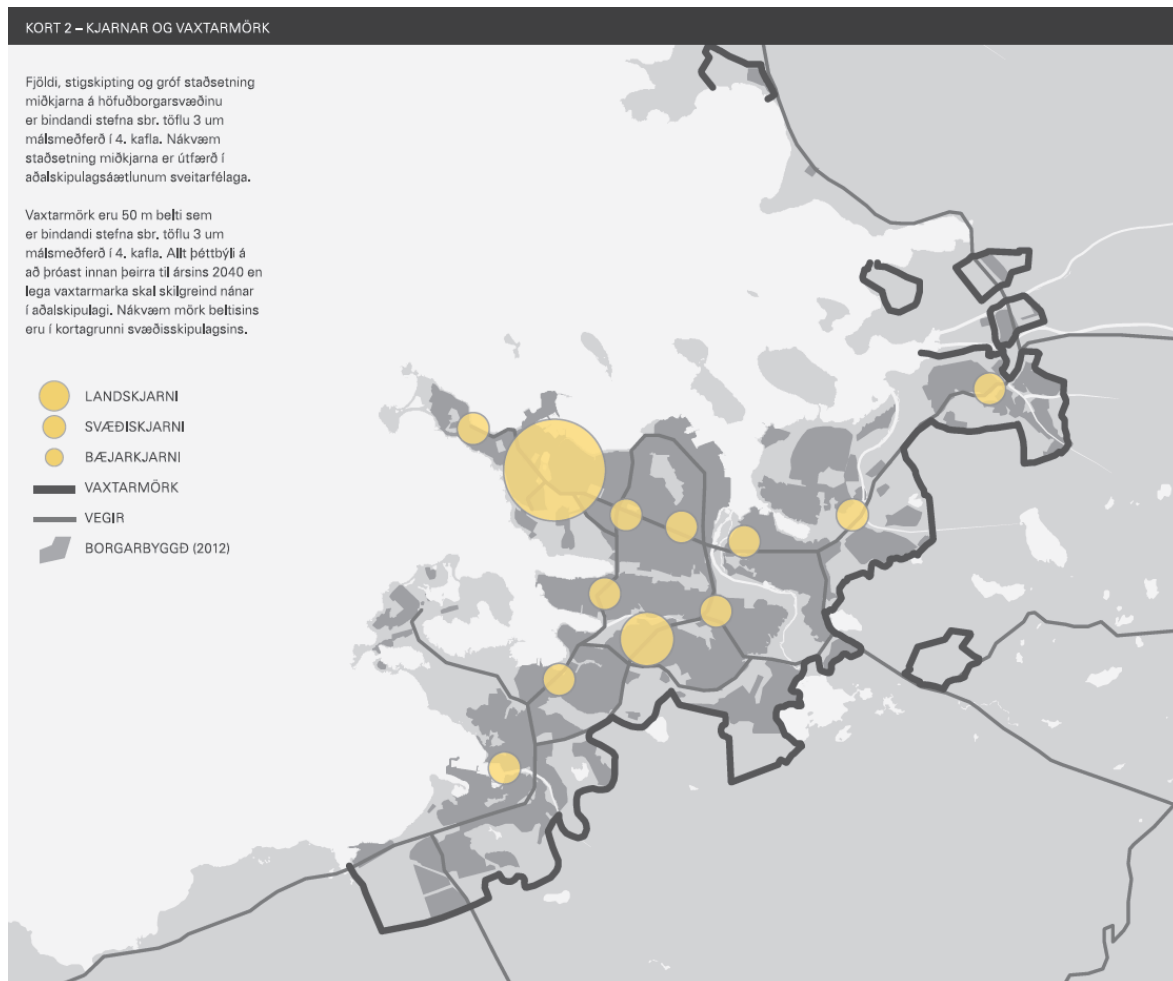 KORT 2 – KJARNAR OG VAXTARMÖRK
Fjöldi, stigskipting og gróf staðsetning
miðkjarna á höfuðborgarsvæðinu
er bindandi stefna sbr. töflu 3 um
málsmeðferð í 4. kafla. Nákvæm
staðsetning miðkjarna er útfærð í
aðalskipulagsáætlunum sveitarfélaga.
Vaxtarmörk eru 50 m belti sem
er bindandi stefna sbr. töflu 3 um
málsmeðferð í 4. kafla. Allt þéttbýli á
að þróast innan þeirra til ársins 2040 en
lega vaxtarmarka skal skilgreind nánar
í aðalskipulagi. Nákvæm mörk beltisins
eru í kortagrunni svæðisskipulagsins.
LANDSKJARNI
SVÆÐISKJARNI
BÆJARKJARNI
VAXTARMÖRK
VEGIR
BORGARBYGGÐ (2012)